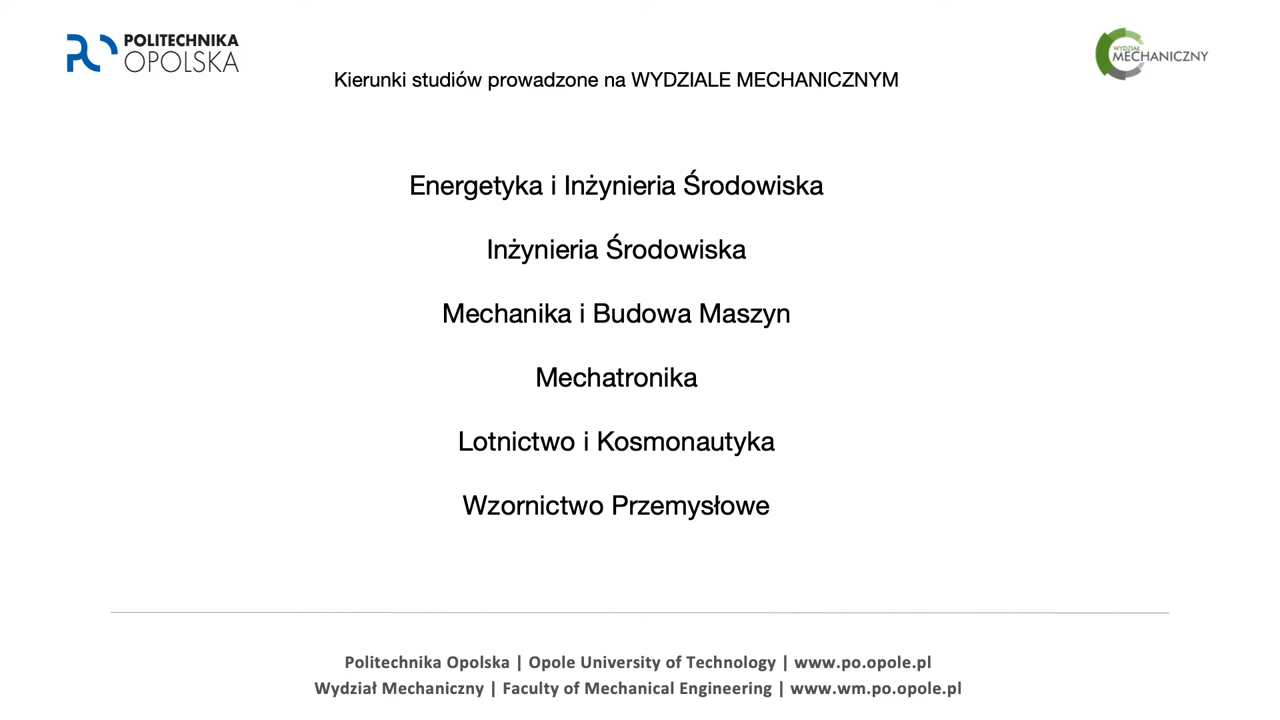 POLITECHNIKA
OPOLSKA
WYDZIAŁ
MECHANICZNY
Kierunki studiów prowadzone na WYDZIALE MECHANICZNYM
Energetyka i Inżynieria Środowiska
Inżynieria Środowiska
Mechanika i Budowa Maszyn
Mechatronika
Lotnictwo i Kosmonautyka
Wzornictwo Przemysłowe
Politechnika Opolska | Opole University of Technology | www.po.opole.pl
Wydział Mechaniczny | Faculty of Mechanical Engineering | www.wm.po.opole.pl